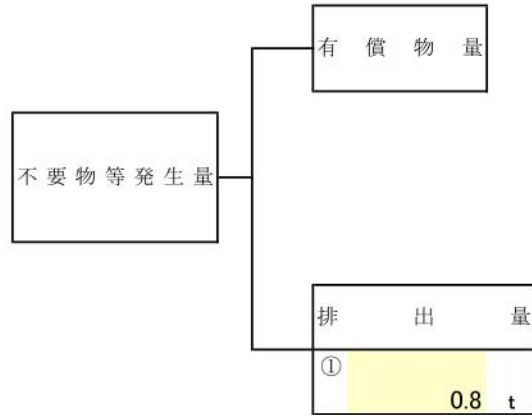 有償物量
不要物等発生量
排出量
①
0.8 t